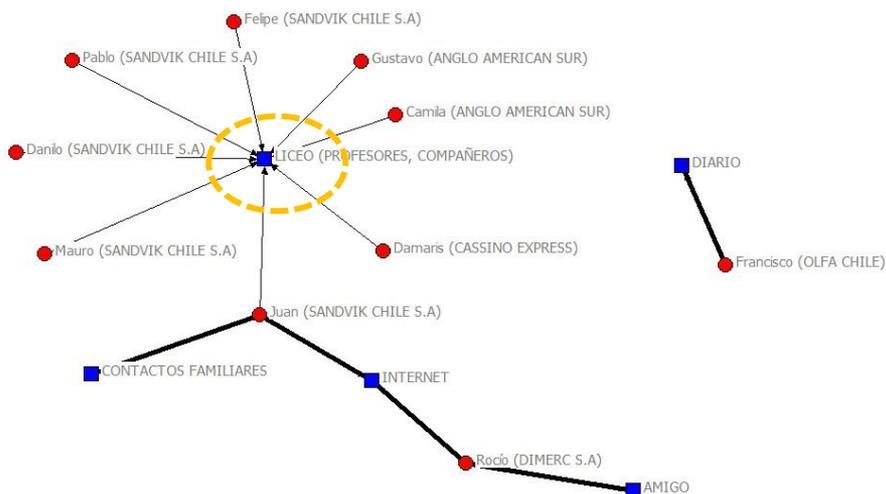 Felipe (SANDVIK CHILE S.A)
Pablo (SANDVIK CHILE S.A)
Gustavo (ANGLO AMERICAN SUR)
Camila (ANGLO AMERICAN SUR)
Danilo (SANDVIK CHILE S.A)
LICEO (PROFESORES, COMPAÑEROS)
DIARIO
Mauro (SANDVIK CHILE S.A)
Damaris (CASSINO EXPRESS)
Francisco (OLFA CHILE)
Juan (SANDVIK CHILE S.A)
CONTACTOS FAMILIARES
INTERNET
Rocío (DIMERC S.A)
AMIGO